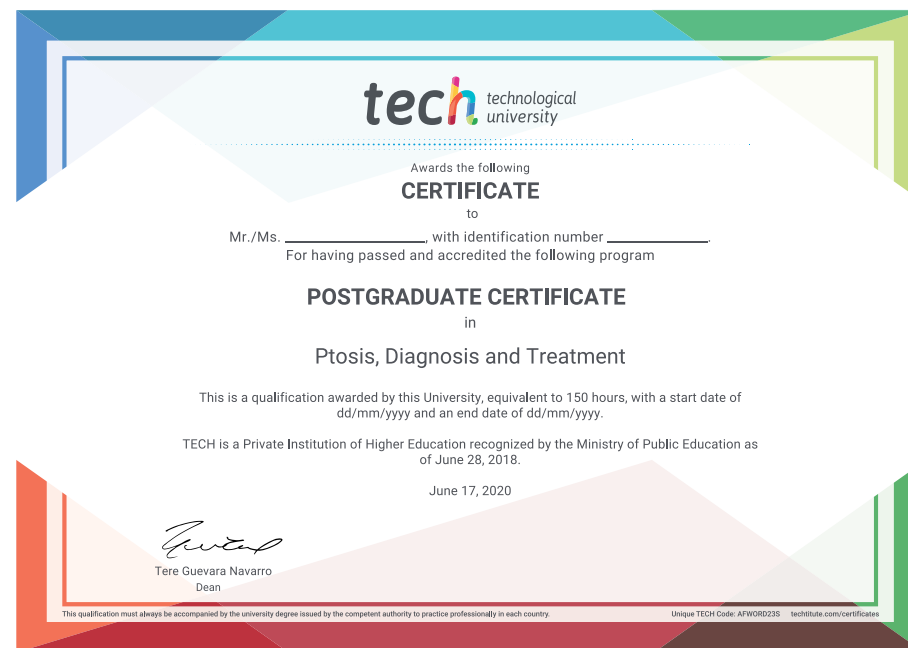 tech technological
university
Awards the following
CERTIFICATE
to
Mr./Ms. ____________________, with identification number ______________.
For having passed and accredited the following program
POSTGRADUATE CERTIFICATE
in
Ptosis, Diagnosis and Treatment
This is a qualification awarded by this University, equivalent to 150 hours, with a start date of
dd/mm/yyyy and an end date of dd/mm/yyyy.
TECH is a Private Institution of Higher Education recognized by the Ministry of Public Education as
of June 28, 2018.
June 17, 2020
Tere Guevara Navarro
Dean
This qualification must always be accompanied by the university degree issued by the competent authority to practice professionally in each country. Unique TECH Code: AFWORD23S techtitute.com/certificates